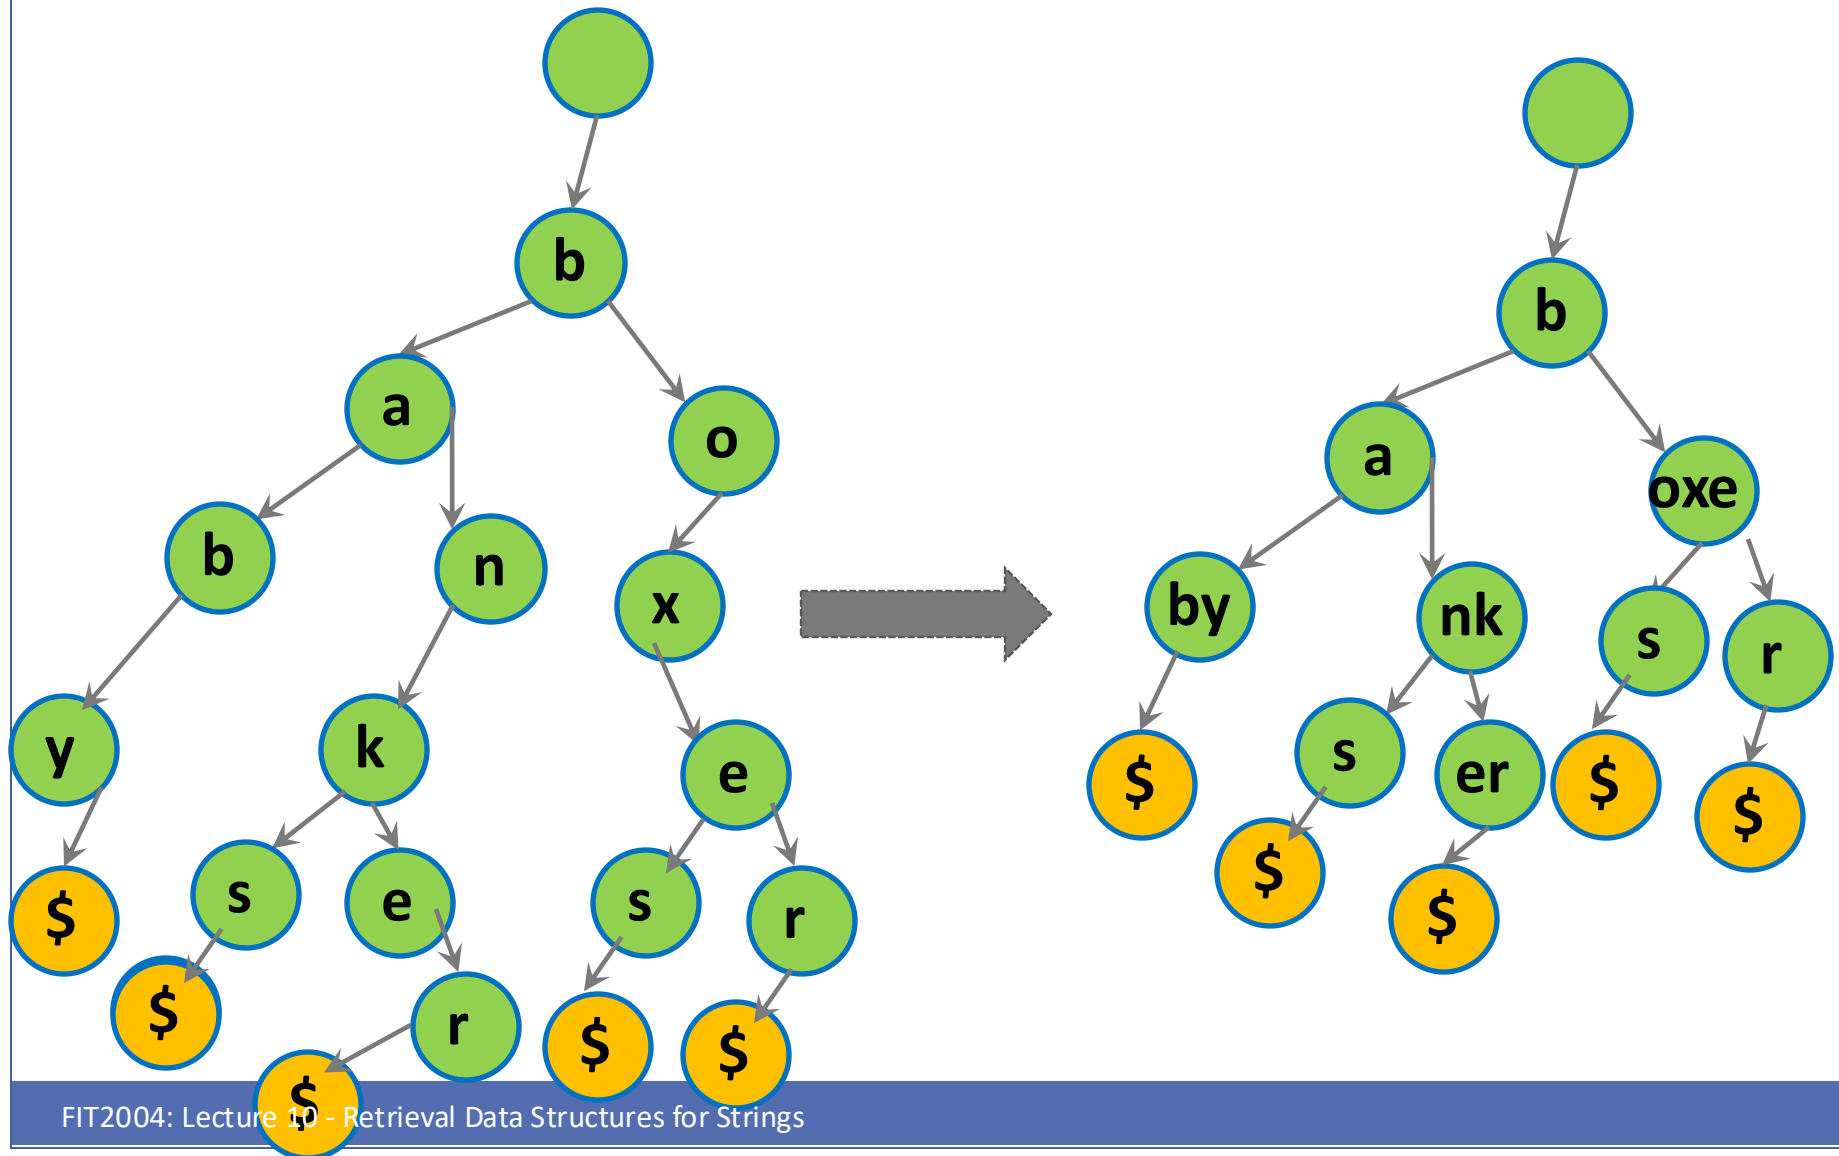 b
a
o
b
n
x
y
k
e
$
s
e
s
r
$
r
$
$
$
b
a
oxe
by
nk
s
r
$
s
er
$
$
$
$
FIT2004: Lecture 10 - Retrieval Data Structures for Strings